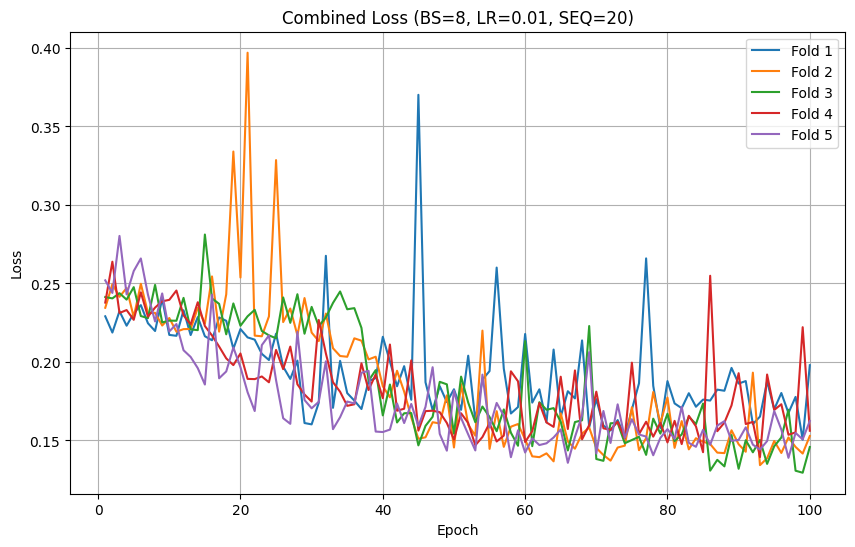 Combined Loss (BS=8, LR=0.01, SEQ=20)
0.40
0.35
0.30
0.25
0.20
0.15
Loss
Fold 1
Fold 2
Fold 3
Fold 4
Fold 5
0
20
40
60
80
100
Epoch